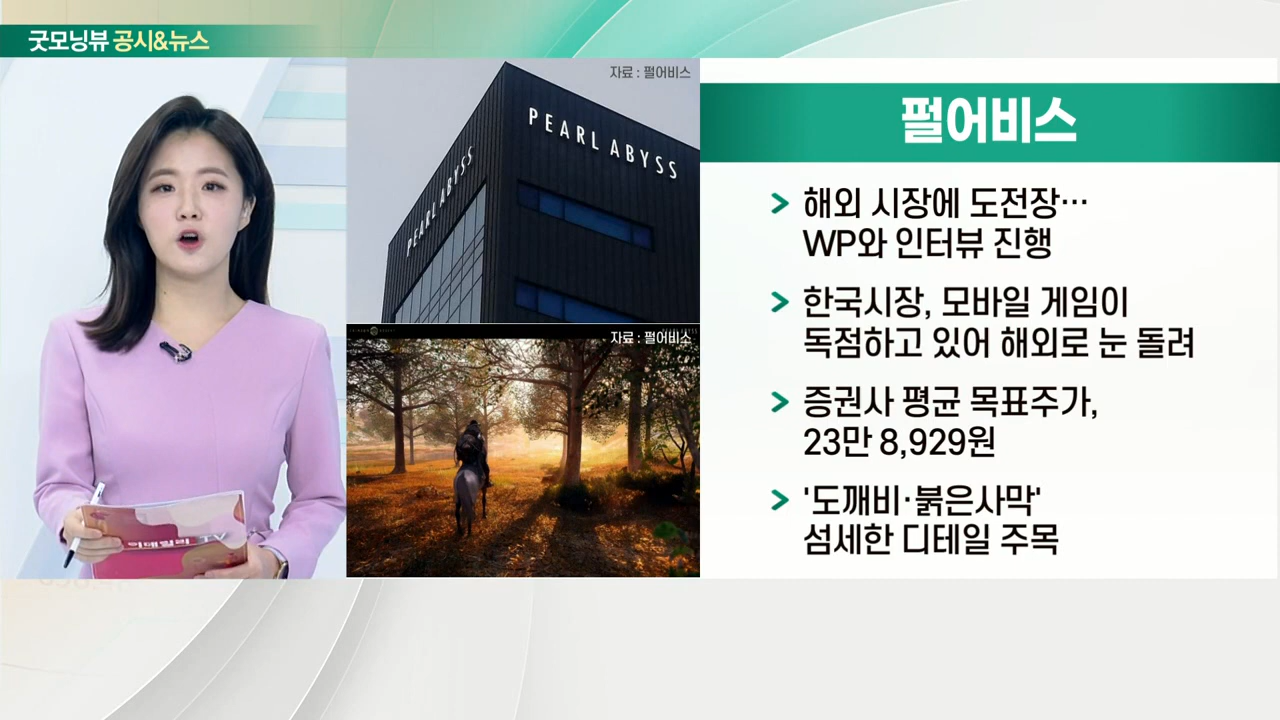 굿모닝뷰 공시&뉴스
자료 : 펄어비스
PEARL ABYSS
PEARL ABYSS
자료 : 펄어비스
펄어비스
> 해외 시장에 도전장…
WP와 인터뷰 진행
> 한국시장, 모바일 게임이
독점하고 있어 해외로 눈 돌려
> 증권사 평균 목표주가,
23만 8,929원
> '도깨비·붉은사막'
섬세한 디테일 주목